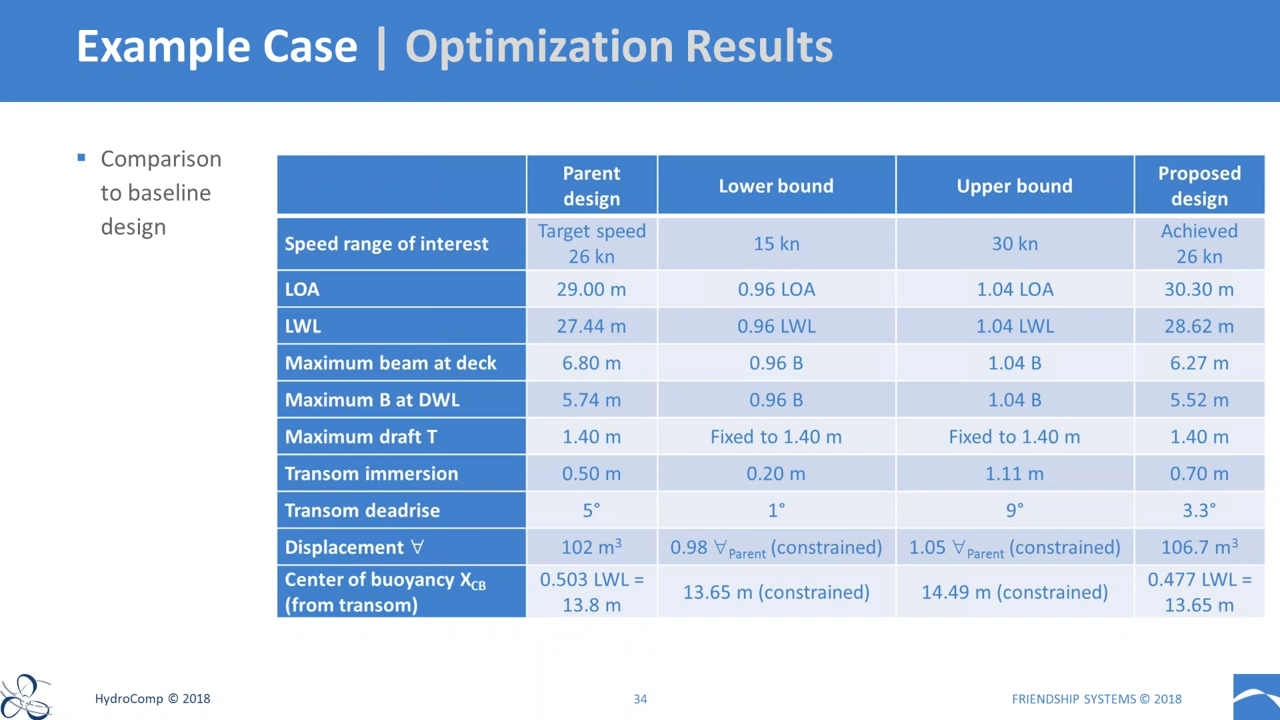 Example Case | Optimization Results
▪ Comparison
to baseline
design
Parent design Lower bound Upper bound Proposed design
Speed range of interest Target speed 26 kn 15 kn 30 kn Achieved 26 kn
LOA 29.00 m 0.96 LOA 1.04 LOA 30.30 m
LWL 27.44 m 0.96 LWL 1.04 LWL 28.62 m
Maximum beam at deck 6.80 m 0.96 B 1.04 B 6.27 m
Maximum B at DWL 5.74 m 0.96 B 1.04 B 5.52 m
Maximum draft T 1.40 m Fixed to 1.40 m Fixed to 1.40 m 1.40 m
Transom immersion 0.50 m 0.20 m 1.11 m 0.70 m
Transom deadrise 5° 1° 9° 3.3°
Displacement ∀ 102 m³ 0.98 ∀Parent (constrained) 1.05 ∀Parent (constrained) 106.7 m³
Center of buoyancy XCB (from transom) 0.503 LWL = 13.8 m 13.65 m (constrained) 14.49 m (constrained) 0.477 LWL = 13.65 m
HydroComp © 2018 34 FRIENDSHIP SYSTEMS © 2018